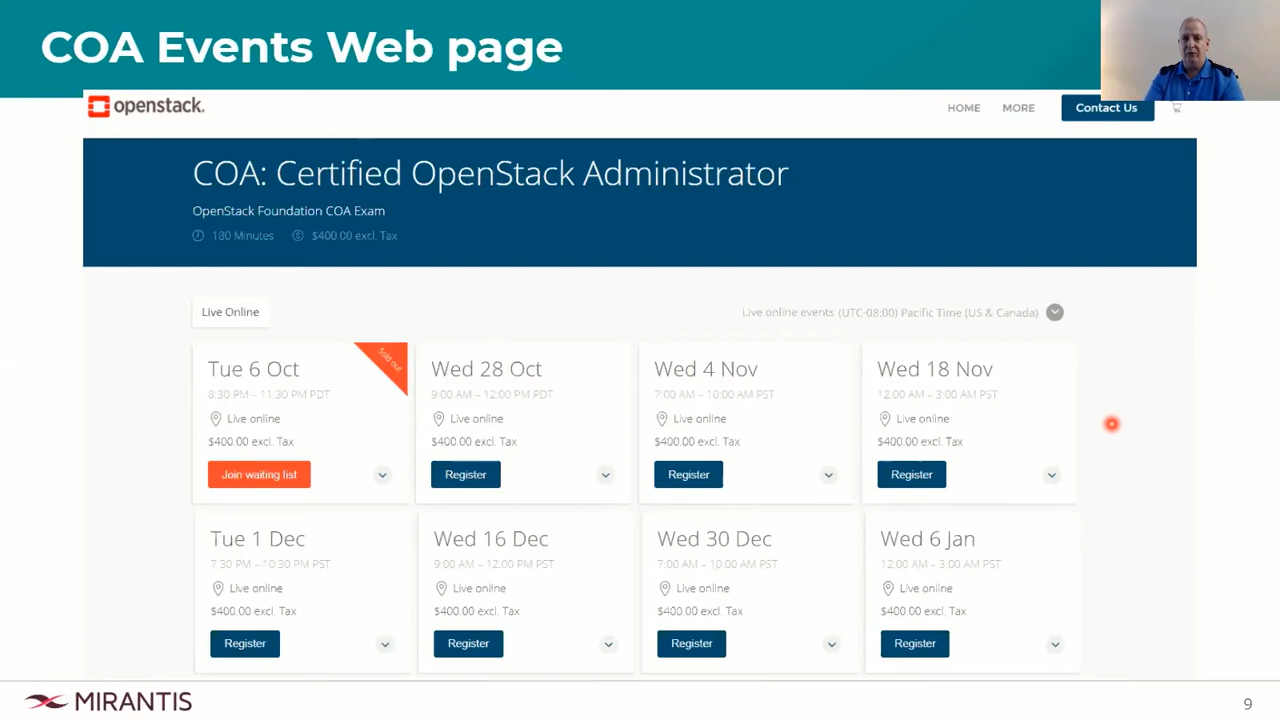 COA Events Web page
openstack.
HOME MORE Contact Us
COA: Certified OpenStack Administrator
OpenStack Foundation COA Exam
180 Minutes $400.00 excl. Tax
Live Online
Live online events (UTC-08:00) Pacific Time (US & Canada)
Tue 6 Oct
Sold out
8:30 PM – 11:30 PM PDT
Live online
$400.00 excl. Tax
Join waiting list
Wed 28 Oct
9:00 AM – 12:00 PM PDT
Live online
$400.00 excl. Tax
Register
Wed 4 Nov
7:00 AM – 10:00 AM PST
Live online
$400.00 excl. Tax
Register
Wed 18 Nov
12:00 AM – 3:00 AM PST
Live online
$400.00 excl. Tax
Register
Tue 1 Dec
7:30 PM – 10:30 PM PST
Live online
$400.00 excl. Tax
Register
Wed 16 Dec
9:00 AM – 12:00 PM PST
Live online
$400.00 excl. Tax
Register
Wed 30 Dec
7:00 AM – 10:00 AM PST
Live online
$400.00 excl. Tax
Register
Wed 6 Jan
12:00 AM – 3:00 AM PST
Live online
$400.00 excl. Tax
Register
MIRANTIS
9